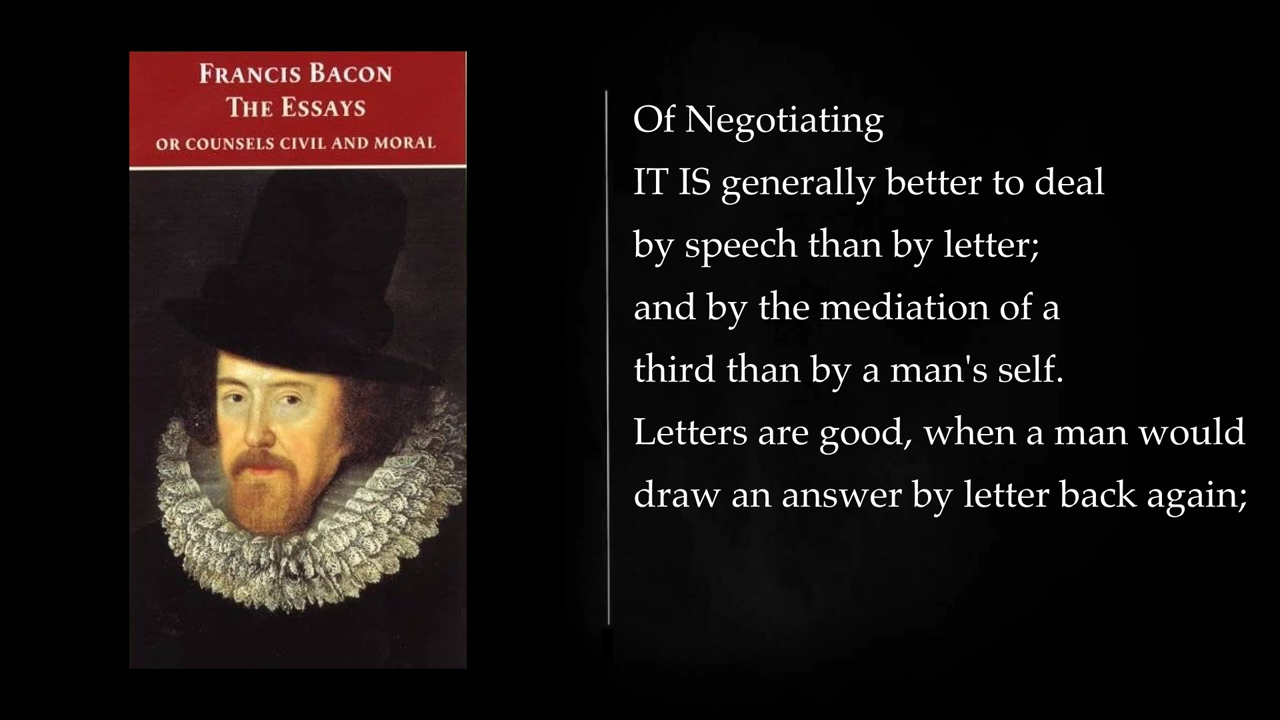 FRANCIS BACON
THE ESSAYS
OR COUNSELS CIVIL AND MORAL
Of Negotiating
IT IS generally better to deal
by speech than by letter;
and by the mediation of a
third than by a man's self.
Letters are good, when a man would
draw an answer by letter back again;